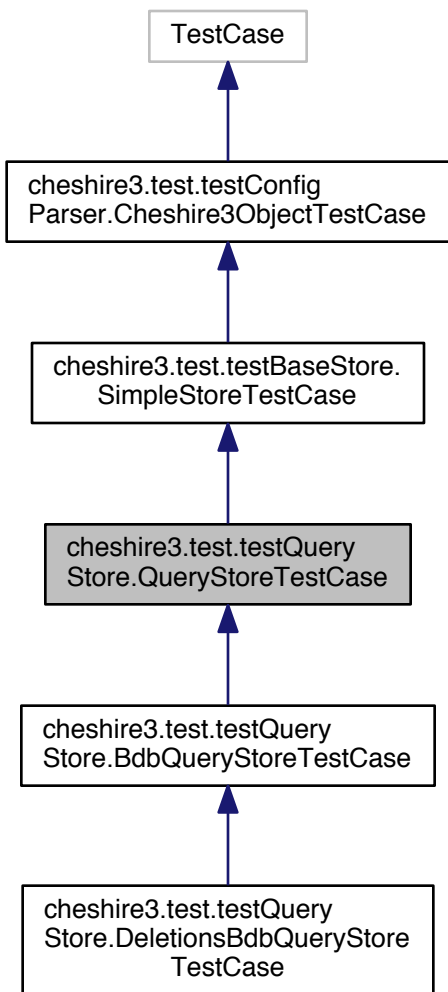 TestCase
cheshire3.test.testConfig
Parser.Cheshire3ObjectTestCase
cheshire3.test.testBaseStore.
SimpleStoreTestCase
cheshire3.test.testQuery
Store.QueryStoreTestCase
cheshire3.test.testQuery
Store.BdbQueryStoreTestCase
cheshire3.test.testQuery
Store.DeletionsBdbQueryStore
TestCase